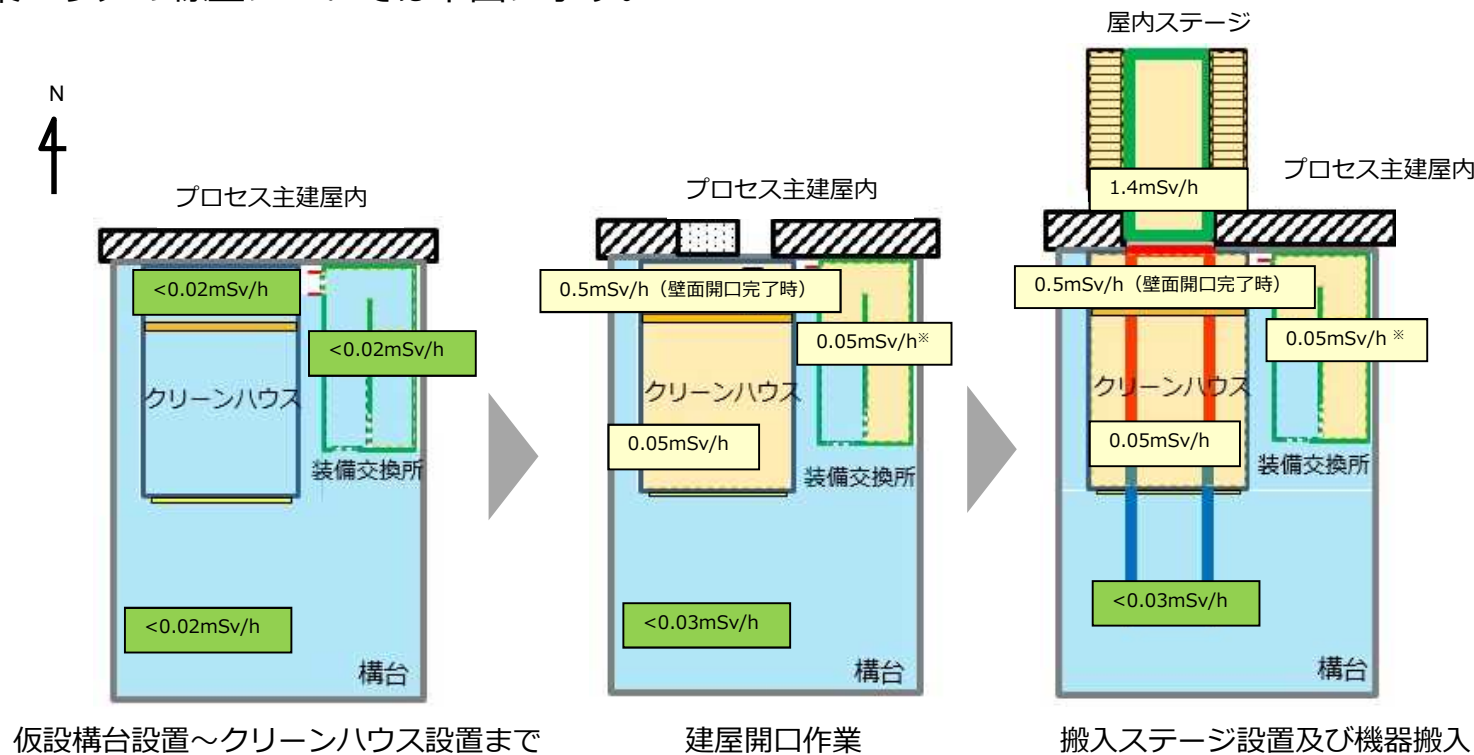 屋内ステージ
N
プロセス主建屋内
<0.02mSv/h
<0.02mSv/h
クリーンハウス
装備交換所
<0.02mSv/h
構台
仮設構台設置~クリーンハウス設置まで
プロセス主建屋内
0.5mSv/h(壁面開口完了時)
0.05mSv/h※
クリーンハウス
0.05mSv/h
装備交換所
<0.03mSv/h
構台
建屋開口作業
プロセス主建屋内
1.4mSv/h
0.5mSv/h(壁面開口完了時)
0.05mSv/h ※
クリーンハウス
0.05mSv/h
装備交換所
<0.03mSv/h
構台
搬入ステージ設置及び機器搬入